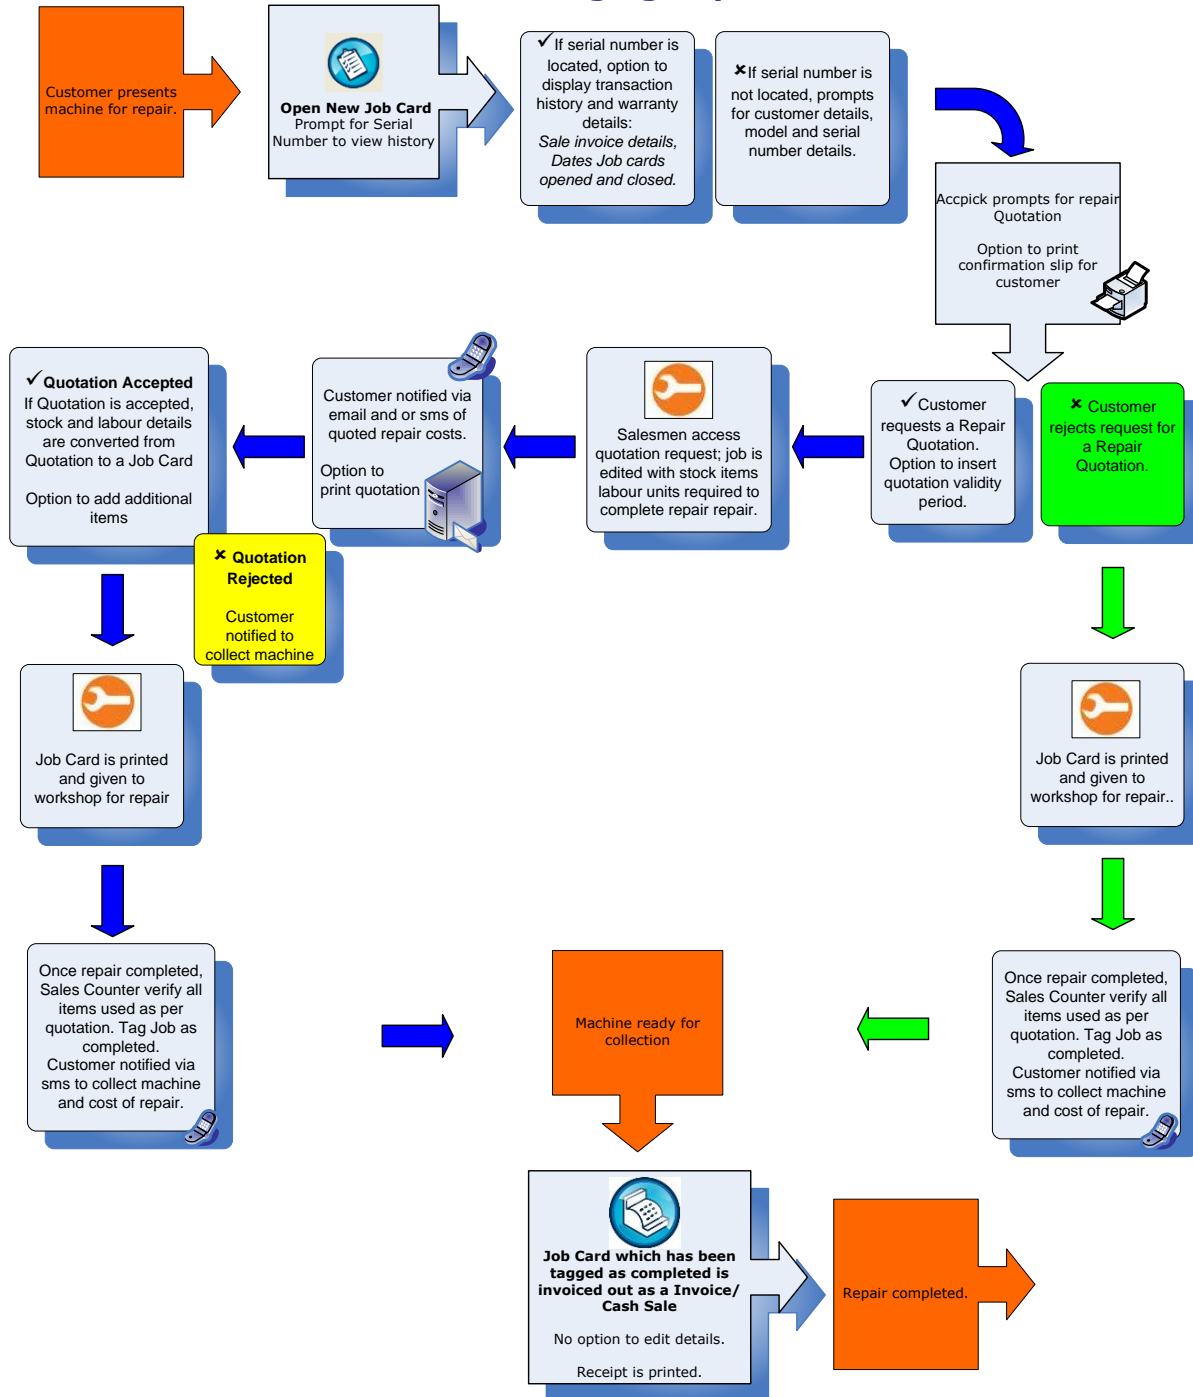 Customer presents
machine for repair.
Open New Job Card
Prompt for Serial
Number to view history
✓If serial number is
located, option to
display transaction
history and warranty
details:
Sale invoice details,
Dates Job cards
opened and closed.
✘If serial number is
not located, prompts
for customer details,
model and serial
number details.
Accpick prompts for repair
Quotation
Option to print
confirmation slip for
customer
✓Quotation Accepted
If Quotation is accepted,
stock and labour details
are converted from
Quotation to a Job Card
Option to add additional
items
Customer notified via
email and or sms of
quoted repair costs.
Option to
print quotation
Salesmen access
quotation request; job is
edited with stock items
labour units required to
complete repair repair.
✓Customer
requests a Repair
Quotation.
Option to insert
quotation validity
period.
✘ Customer
rejects request for
a Repair
Quotation.
✘ Quotation
Rejected
Customer
notified to
collect machine
Job Card is printed
and given to
workshop for repair
Job Card is printed
and given to
workshop for repair..
Once repair completed,
Sales Counter verify all
items used as per
quotation. Tag Job as
completed.
Customer notified via
sms to collect machine
and cost of repair.
Machine ready for
collection
Once repair completed,
Sales Counter verify all
items used as per
quotation. Tag Job as
completed.
Customer notified via
sms to collect machine
and cost of repair.
Job Card which has been
tagged as completed is
invoiced out as a Invoice/
Cash Sale
No option to edit details.
Receipt is printed.
Repair completed.